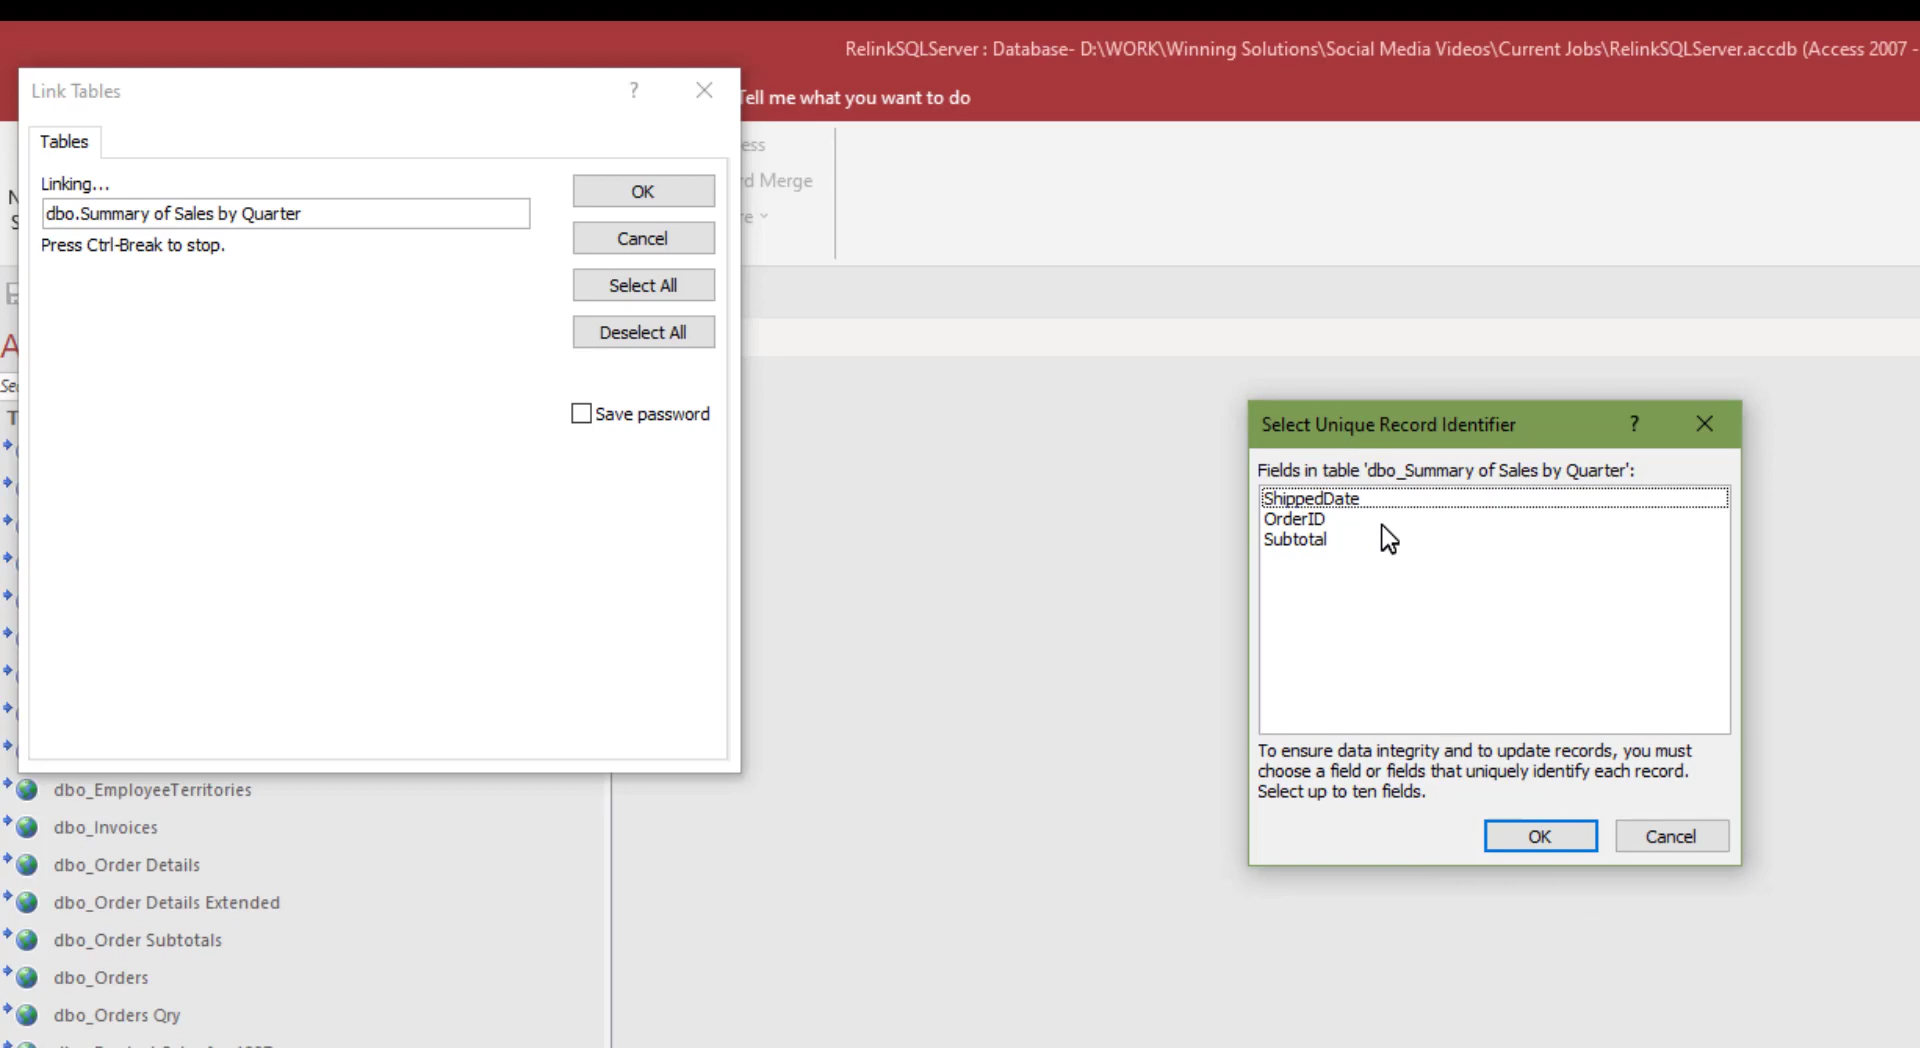 RelinkSQLServer : Database- D:\WORK\Winning Solutions\Social Media Videos\Current Jobs\RelinkSQLServer.accdb (Access 2007 -
Link Tables
?
Tell me what you want to do
Tables
Linking...
dbo.Summary of Sales by Quarter
Press Ctrl-Break to stop.
OK
Cancel
Select All
Deselect All
Save password
Merge
Select Unique Record Identifier
?
Fields in table 'dbo_Summary of Sales by Quarter':
ShippedDate
OrderID
Subtotal
To ensure data integrity and to update records, you must
choose a field or fields that uniquely identify each record.
Select up to ten fields.
OK
Cancel
dbo_EmployeeTerritories
dbo_Invoices
dbo_Order Details
dbo_Order Details Extended
dbo_Order Subtotals
dbo_Orders
dbo_Orders Qry